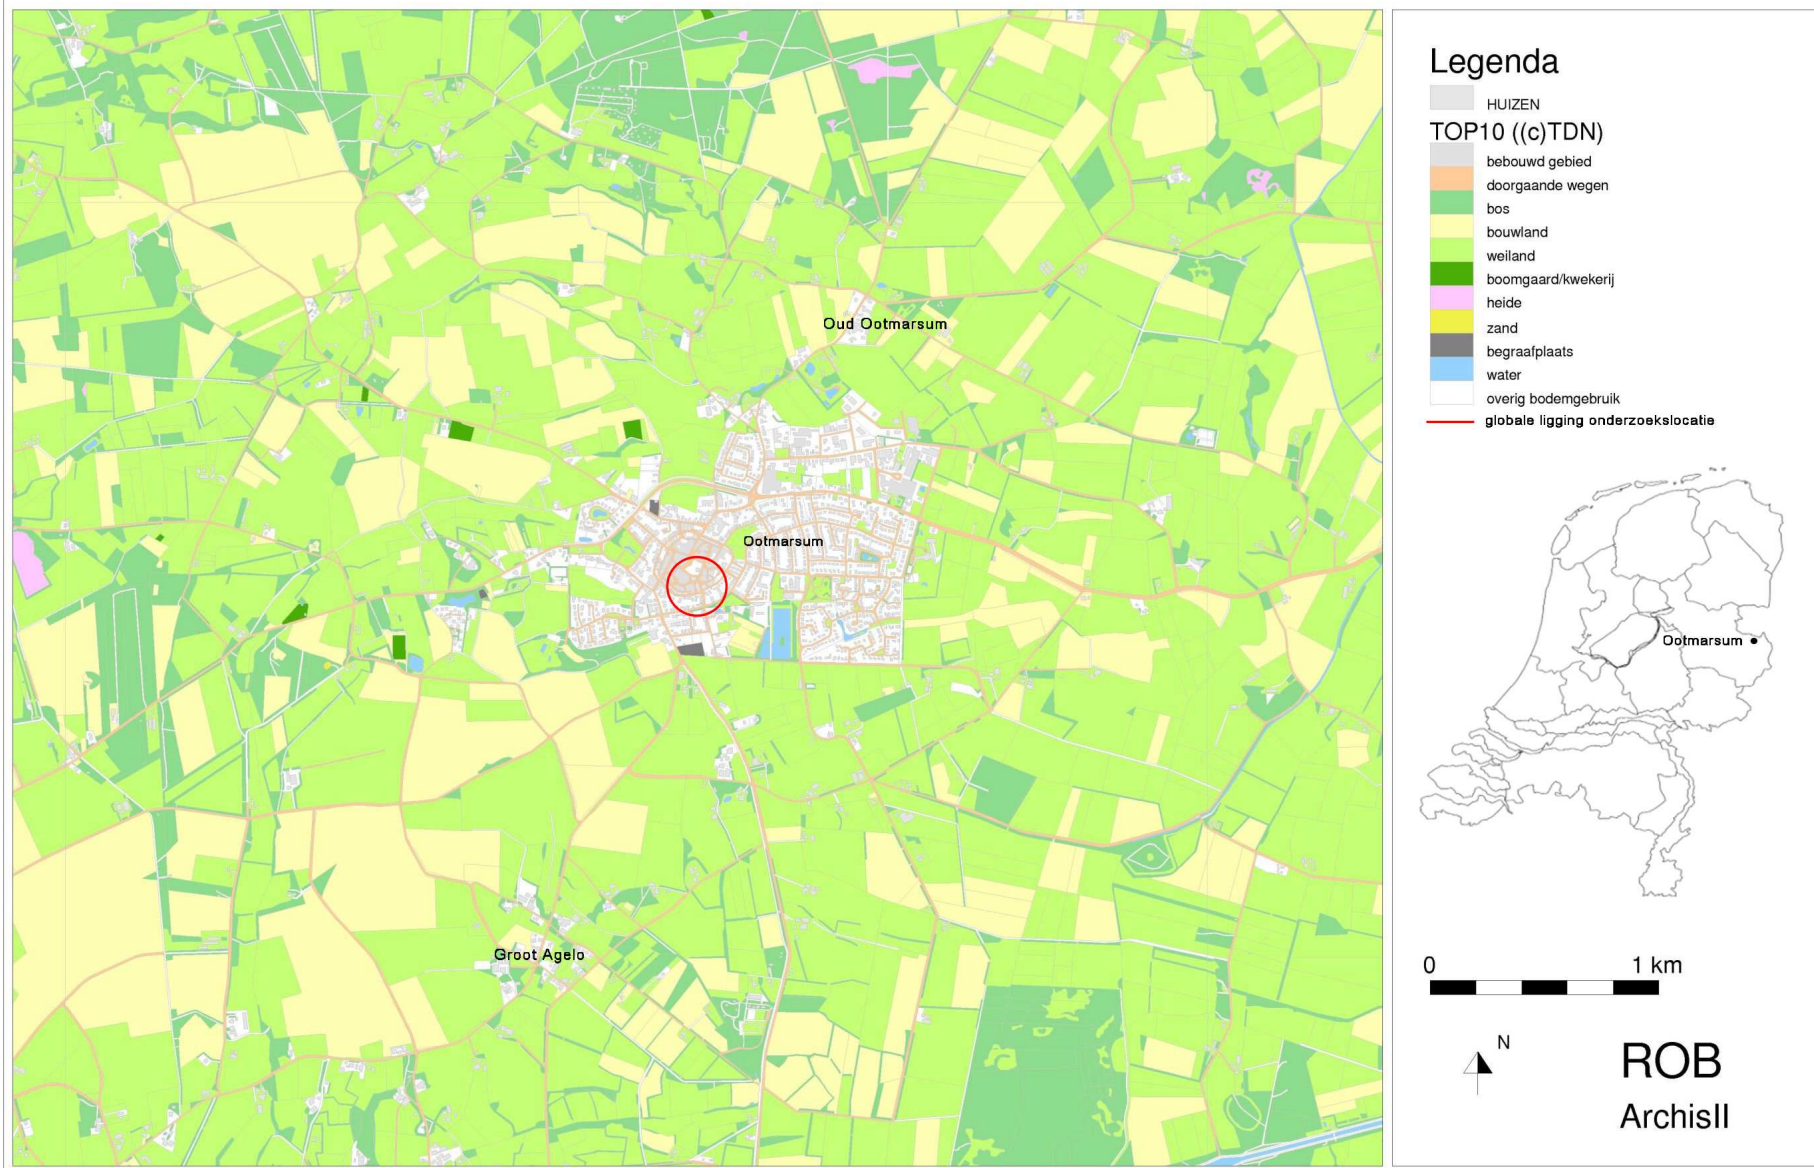 Oud Ootmarsum
Ootmarsum
Groot Agelo
Legenda
HUIZEN
TOP10 ((c)TDN)
bebouwd gebied
doorgaande wegen
bos
bouwland
weiland
boomgaard/kwekerij
heide
zand
begraafplaats
water
overig bodemgebruik
globale ligging onderzoekslocatie
Ootmarsum
0 1 km
N
ROB
ArchisII